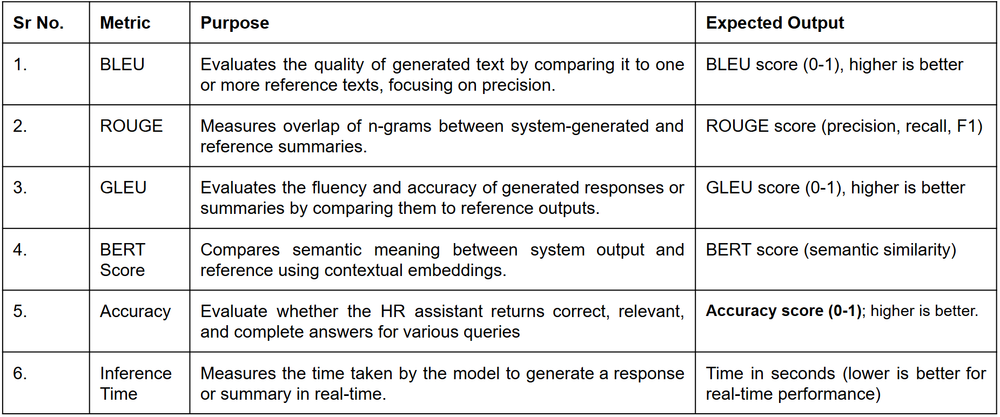 Sr No. Metric Purpose Expected Output
1. BLEU Evaluates the quality of generated text by comparing it to one BLEU score (0-1), higher is better
or more reference texts, focusing on precision.
2. ROUGE Measures overlap of n-grams between system-generated and ROUGE score (precision, recall, F1)
reference summaries.
3. GLEU Evaluates the fluency and accuracy of generated responses or GLEU score (0-1), higher is better
summaries by comparing them to reference outputs.
4. BERT Compares semantic meaning between system output and BERT score (semantic similarity)
Score reference using contextual embeddings.
5. Accuracy Evaluate whether the HR assistant returns correct, relevant, Accuracy score (0-1); higher is better.
and complete answers for various queries
6. Inference Measures the time taken by the model to generate a response Time in seconds (lower is better for
Time or summary in real-time. real-time performance)